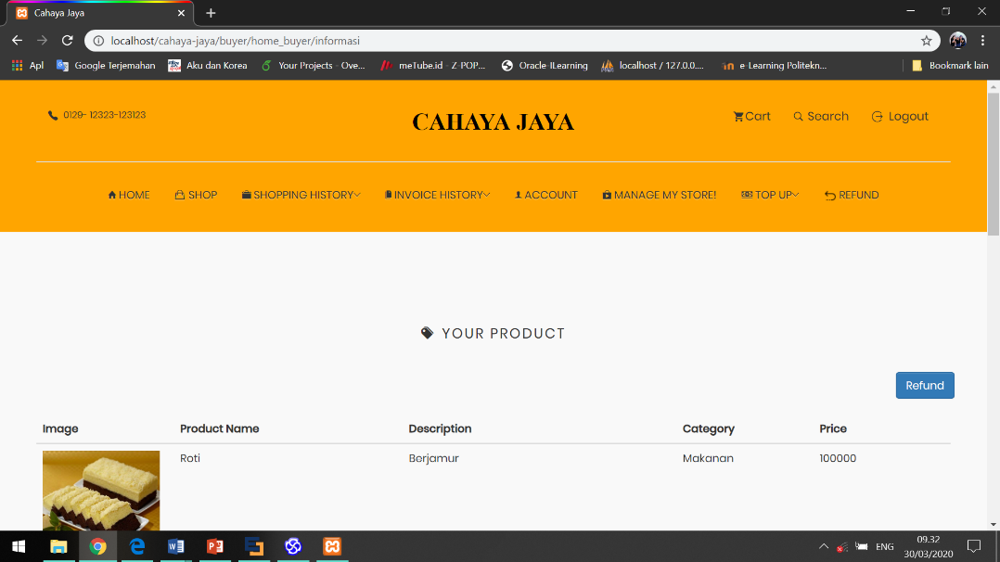 Cahaya Jaya
localhost/cahaya-jaya/buyer/home_buyer/informasi
Apl Google Terjemahan Aku dan Korea Your Projects - Ove... meTube.id - Z-POP... Oracle-ILearning localhost / 127.0.0.... e-Learning Politekn... Bookmark lain
0129- 12323-123123
CAHAYA JAYA
Cart Search Logout
HOME SHOP SHOPPING HISTORY INVOICE HISTORY ACCOUNT MANAGE MY STORE! TOP UP REFUND
YOUR PRODUCT
Refund
Image Product Name Description Category Price
Roti Berjamur Makanan 100000
ENG
09.32
30/03/2020